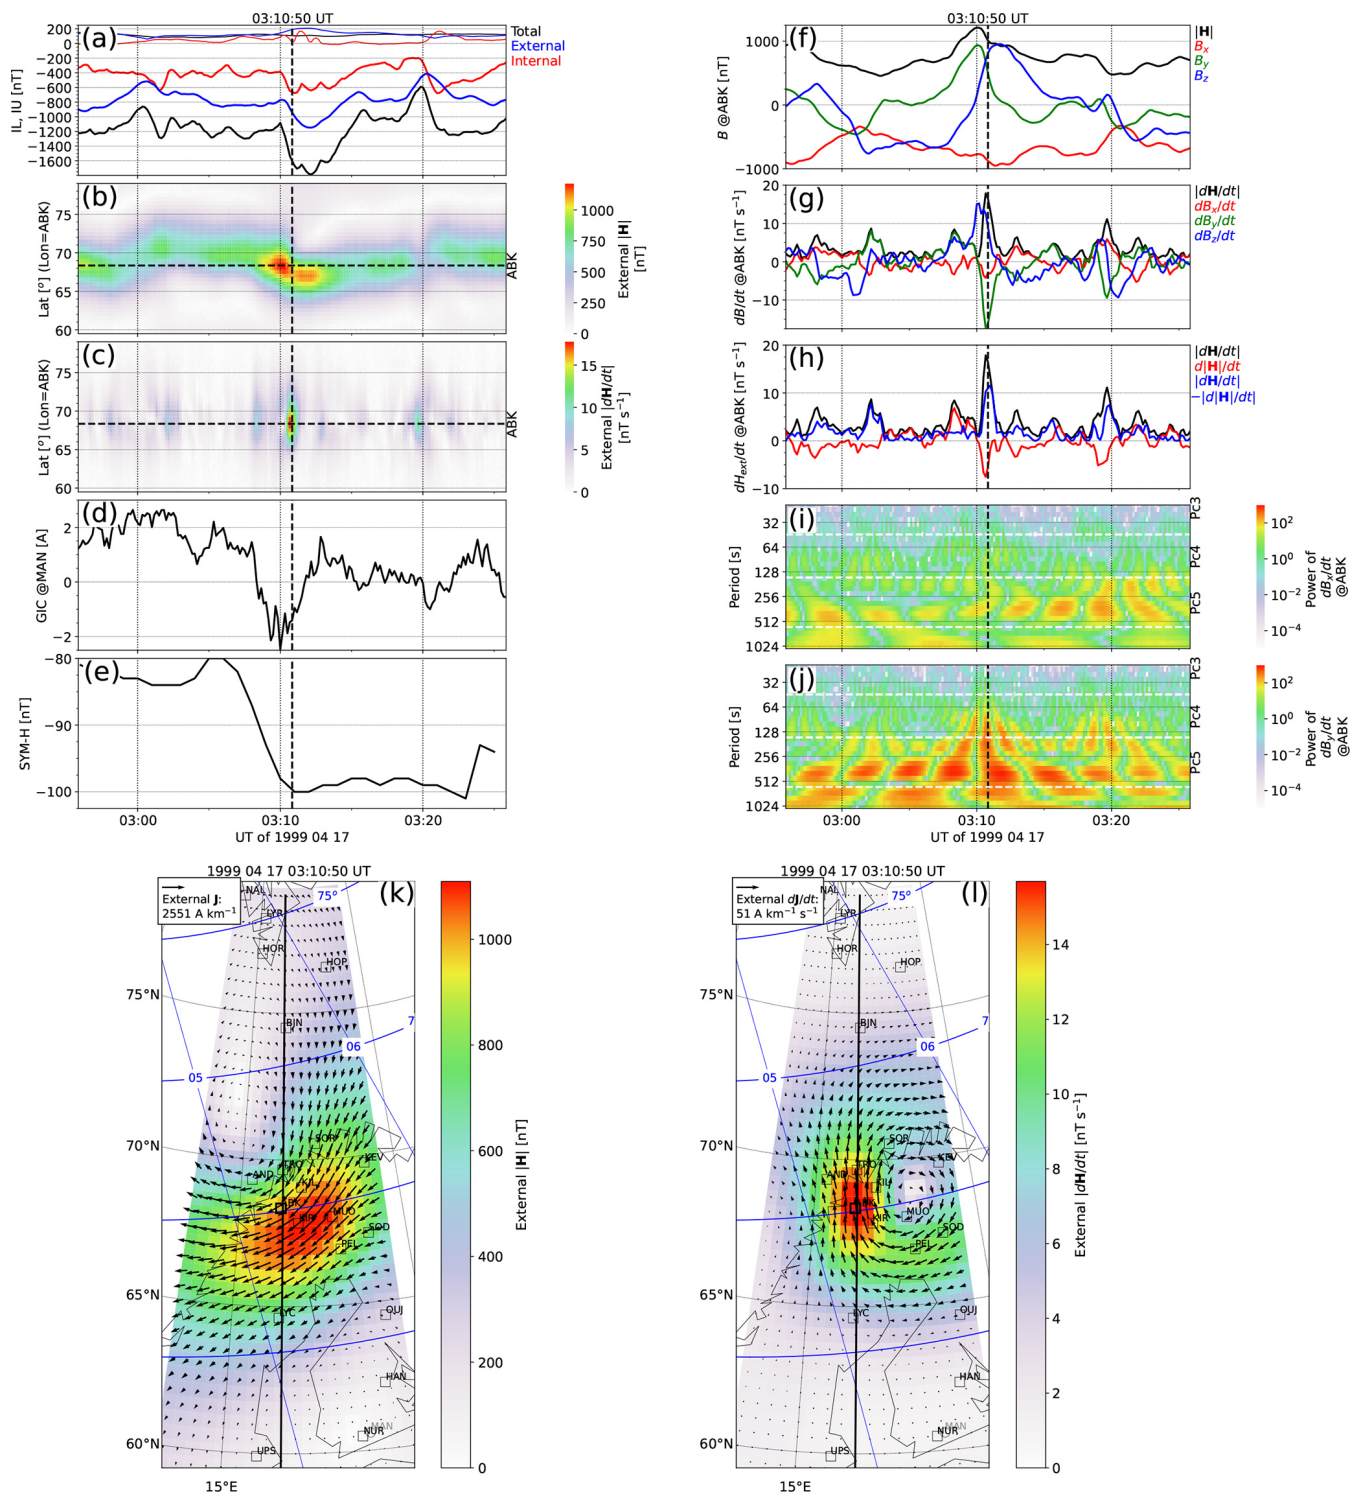 03:10:50 UT
(a)
200
0
−200
−400
−600
−800
−1000
−1200
−1400
−1600
IL, IU [nT]
Total
External
Internal
(b)
75
70
65
60
Lat [°] (Lon=ABK)
ABK
1000
750
500
250
0
External |H|
[nT]
(c)
75
70
65
60
Lat [°] (Lon=ABK)
ABK
15
10
5
0
External |dH/dt|
[nT s⁻¹]
(d)
2
0
−2
GIC @MAN [A]
(e)
−80
−90
−100
SYM-H [nT]
03:00
03:10
03:20
UT of 1999 04 17
03:10:50 UT
(f)
1000
0
−1000
B @ABK [nT]
|H|
Bx
By
Bz
(g)
20
10
0
−10
dB/dt @ABK [nT s⁻¹]
|dH/dt|
dBx/dt
dBy/dt
dBz/dt
(h)
20
10
0
−10
dHext/dt @ABK [nT s⁻¹]
|dH/dt|
d|H|/dt
|dH/dt|
−|d|H|/dt|
(i)
32
64
128
256
512
1024
Period [s]
Pc3
Pc4
Pc5
10²
10⁰
10⁻²
10⁻⁴
Power of
dBx/dt
@ABK
(j)
32
64
128
256
512
1024
Period [s]
Pc3
Pc4
Pc5
10²
10⁰
10⁻²
10⁻⁴
Power of
dBy/dt
@ABK
03:00
03:10
03:20
UT of 1999 04 17
1999 04 17 03:10:50 UT
(k)
External J:
2551 A km⁻¹
NAL
LYR
HOR
HOP
BJN
75°
7
06
05
SOR
KEV
TRO
AND
KIL
ABK
KIR
MUO
SOD
PEL
LYC
OUJ
HAN
MAN
NUR
UPS
75°N
70°N
65°N
60°N
15°E
1000
800
600
400
200
0
External |H| [nT]
1999 04 17 03:10:50 UT
(l)
External dJ/dt:
51 A km⁻¹ s⁻¹
NAL
LYR
HOR
HOP
BJN
75°
7
06
05
SOR
KEV
TRO
AND
KIL
KIR
MUO
SOD
PEL
LYC
OUJ
HAN
MAN
NUR
UPS
75°N
70°N
65°N
60°N
15°E
14
12
10
8
6
4
2
0
External |dH/dt| [nT s⁻¹]